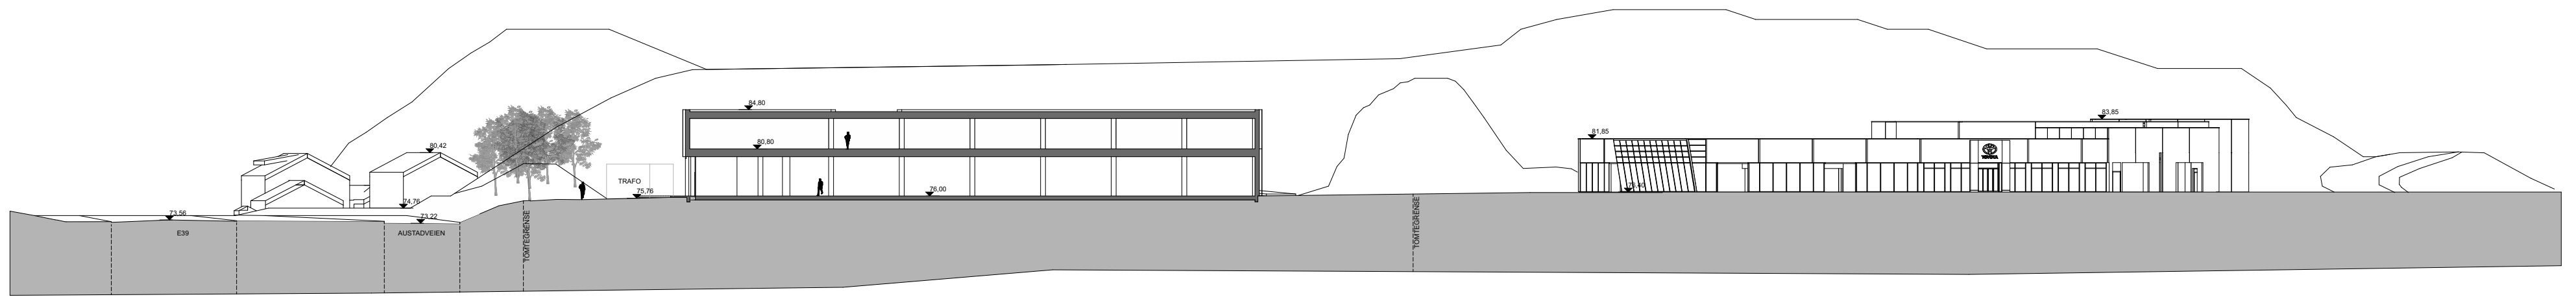 84,80
83,85
81,85
80,80
80,42
TOYOTA
TRAFO
76,00
75,76
74,76
73,56
73,22
E39
AUSTADVEIEN
TOMTEGRENSE
TOMTEGRENSE